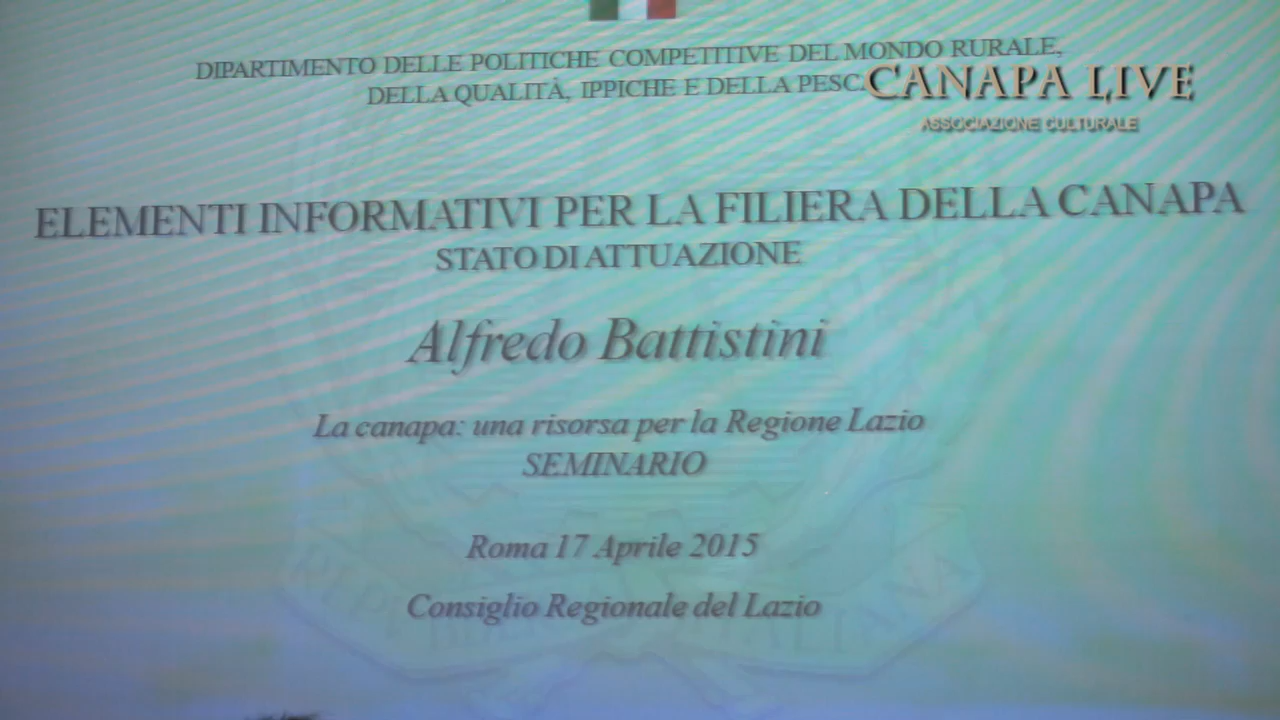 DIPARTIMENTO DELLE POLITICHE COMPETITIVE DEL MONDO RURALE,
DELLA QUALITÀ, IPPICHE E DELLA PESC
CANAPA LIVE
ASSOCIAZIONE CULTURALE
ELEMENTI INFORMATIVI PER LA FILIERA DELLA CANAPA
STATO DI ATTUAZIONE
Alfredo Battistini
La canapa: una risorsa per la Regione Lazio
SEMINARIO
Roma 17 Aprile 2015
Consiglio Regionale del Lazio